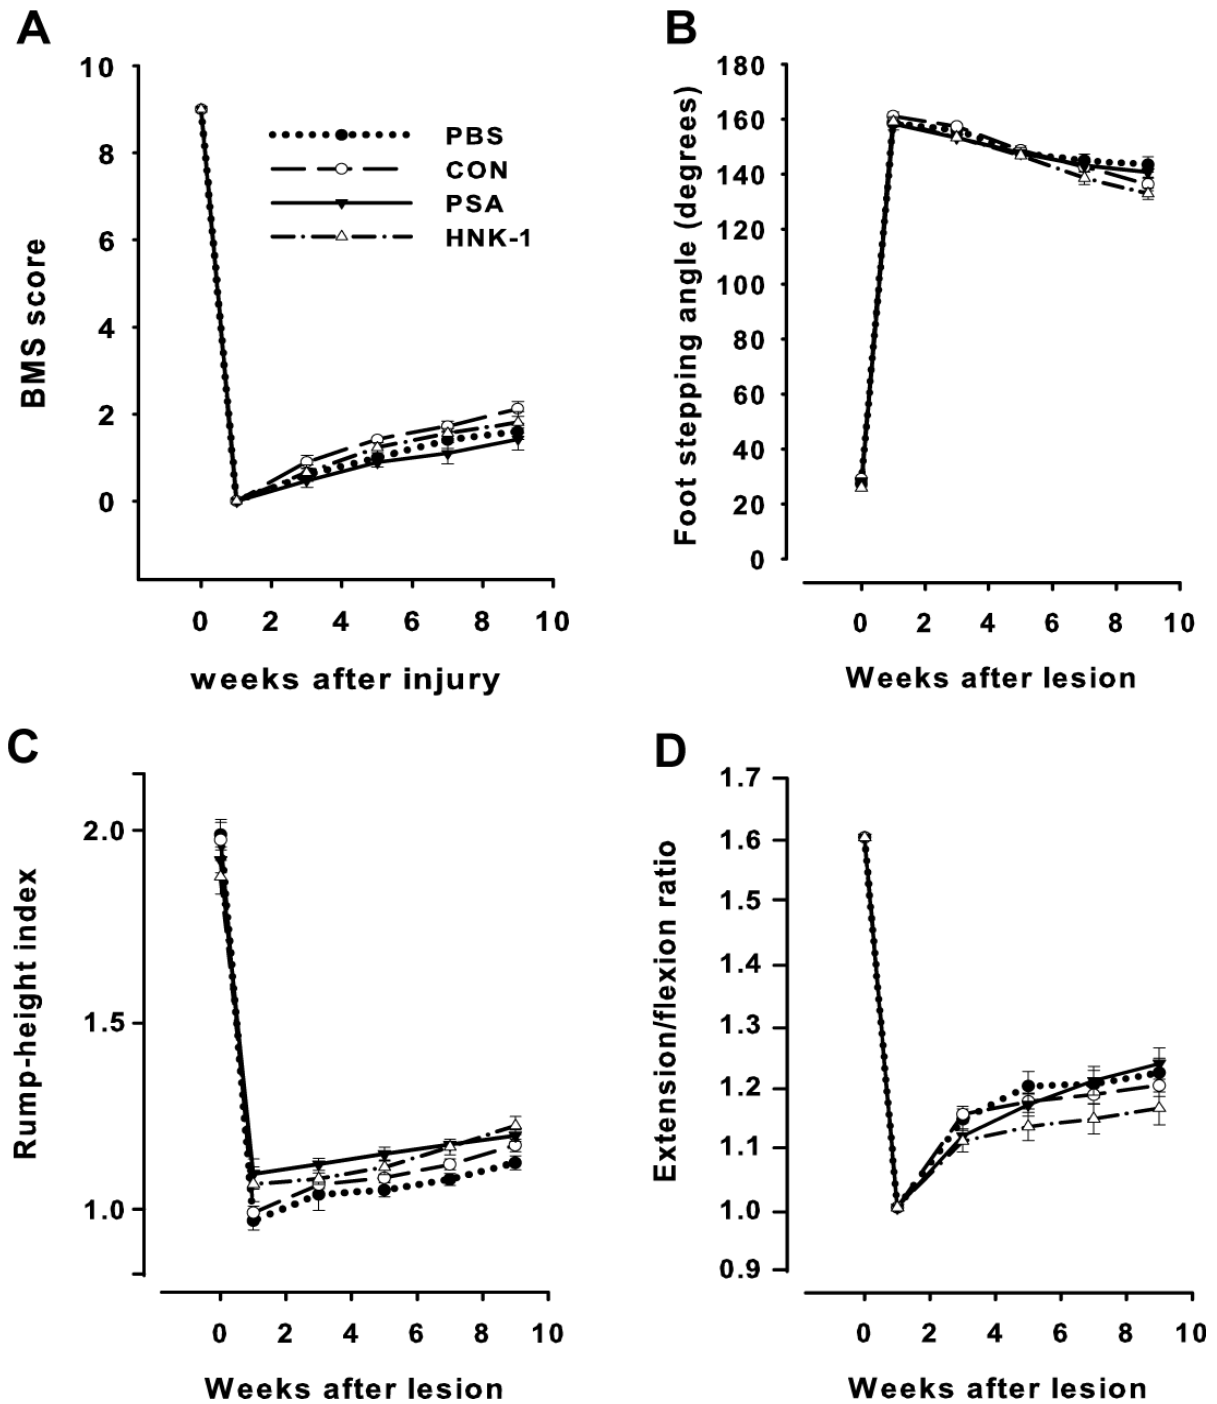 A
10
8
6
4
2
0
BMS score
PBS
CON
PSA
HNK-1
0 2 4 6 8 10
weeks after injury
B
180
160
140
120
100
80
60
40
20
0
Foot stepping angle (degrees)
0 2 4 6 8 10
Weeks after lesion
C
2.0
1.5
1.0
Rump-height index
0 2 4 6 8 10
Weeks after lesion
D
1.7
1.6
1.5
1.4
1.3
1.2
1.1
1.0
0.9
Extension/flexion ratio
0 2 4 6 8 10
Weeks after lesion